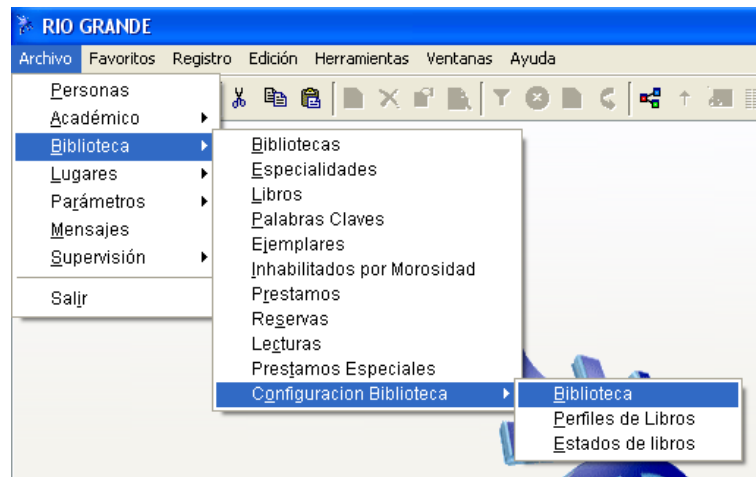 RIO GRANDE
Archivo Favoritos Registro Edición Herramientas Ventanas Ayuda
Personas
Académico
Biblioteca
Lugares
Parámetros
Mensajes
Supervisión
Salir
Bibliotecas
Especialidades
Libros
Palabras Claves
Ejemplares
Inhabilitados por Morosidad
Prestamos
Reservas
Lecturas
Prestamos Especiales
Configuracion Biblioteca
Biblioteca
Perfiles de Libros
Estados de libros